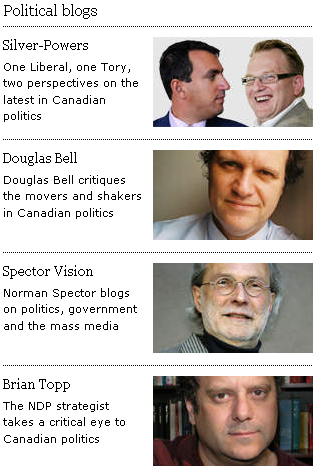 Political blogs
Silver-Powers
One Liberal, one Tory,
two perspectives on the
latest in Canadian
politics
Douglas Bell
Douglas Bell critiques
the movers and shakers
in Canadian politics
Spector Vision
Norman Spector blogs
on politics, government
and the mass media
Brian Topp
The NDP strategist
takes a critical eye to
Canadian politics